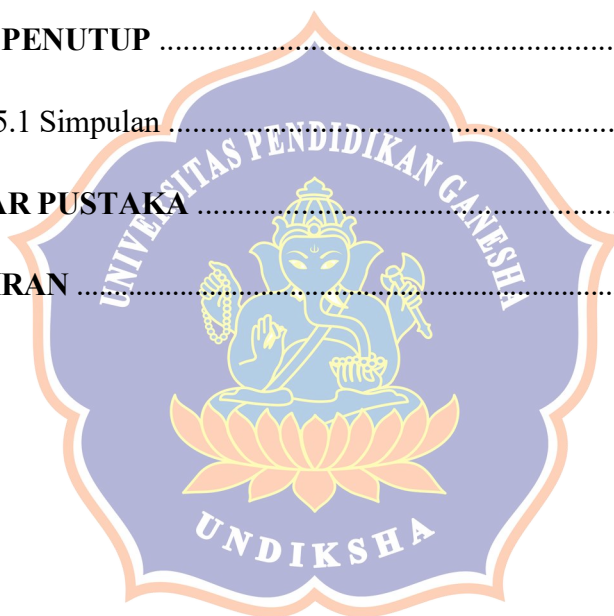 PENUTUP ............................................................
5.1 Simpulan ............................................................
AR PUSTAKA ............................................................
RAN ............................................................
UNIVERSITAS PENDIDIKAN GANESHA
UNDIKSHA